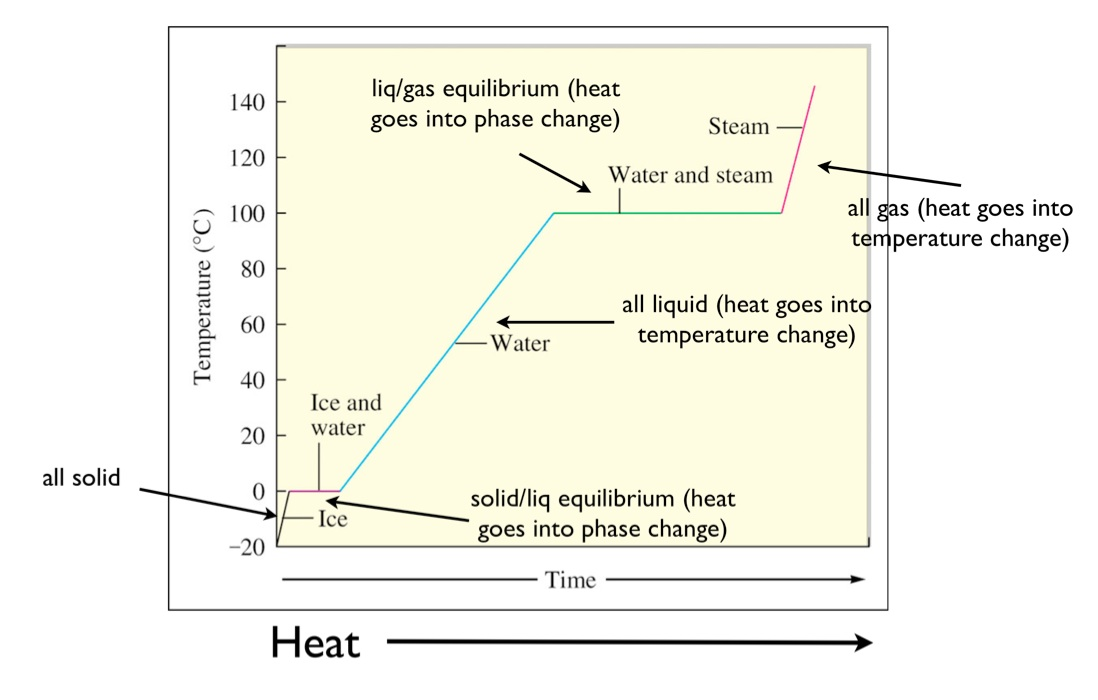 liq/gas equilibrium (heat
goes into phase change)
Steam
Water and steam
all gas (heat goes into
temperature change)
all liquid (heat goes into
temperature change)
Water
Ice and
water
all solid
solid/liq equilibrium (heat
goes into phase change)
Ice
Temperature (°C)
140
120
100
80
60
40
20
0
−20
Time
Heat